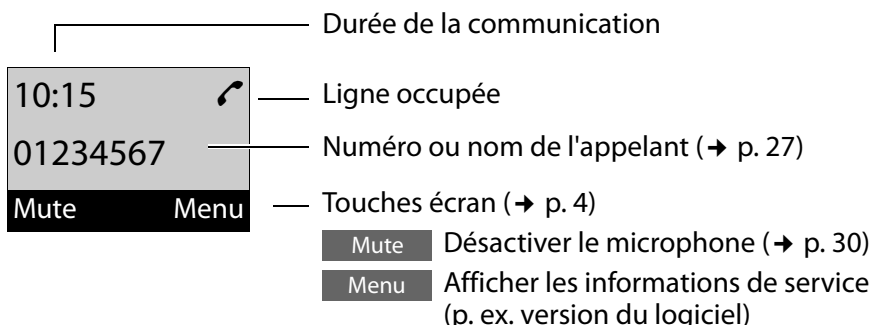 Durée de la communication
10:15
Ligne occupée
01234567
Numéro ou nom de l'appelant (➔ p. 27)
Mute Menu
Touches écran (➔ p. 4)
Mute Désactiver le microphone (➔ p. 30)
Menu Afficher les informations de service
(p. ex. version du logiciel)